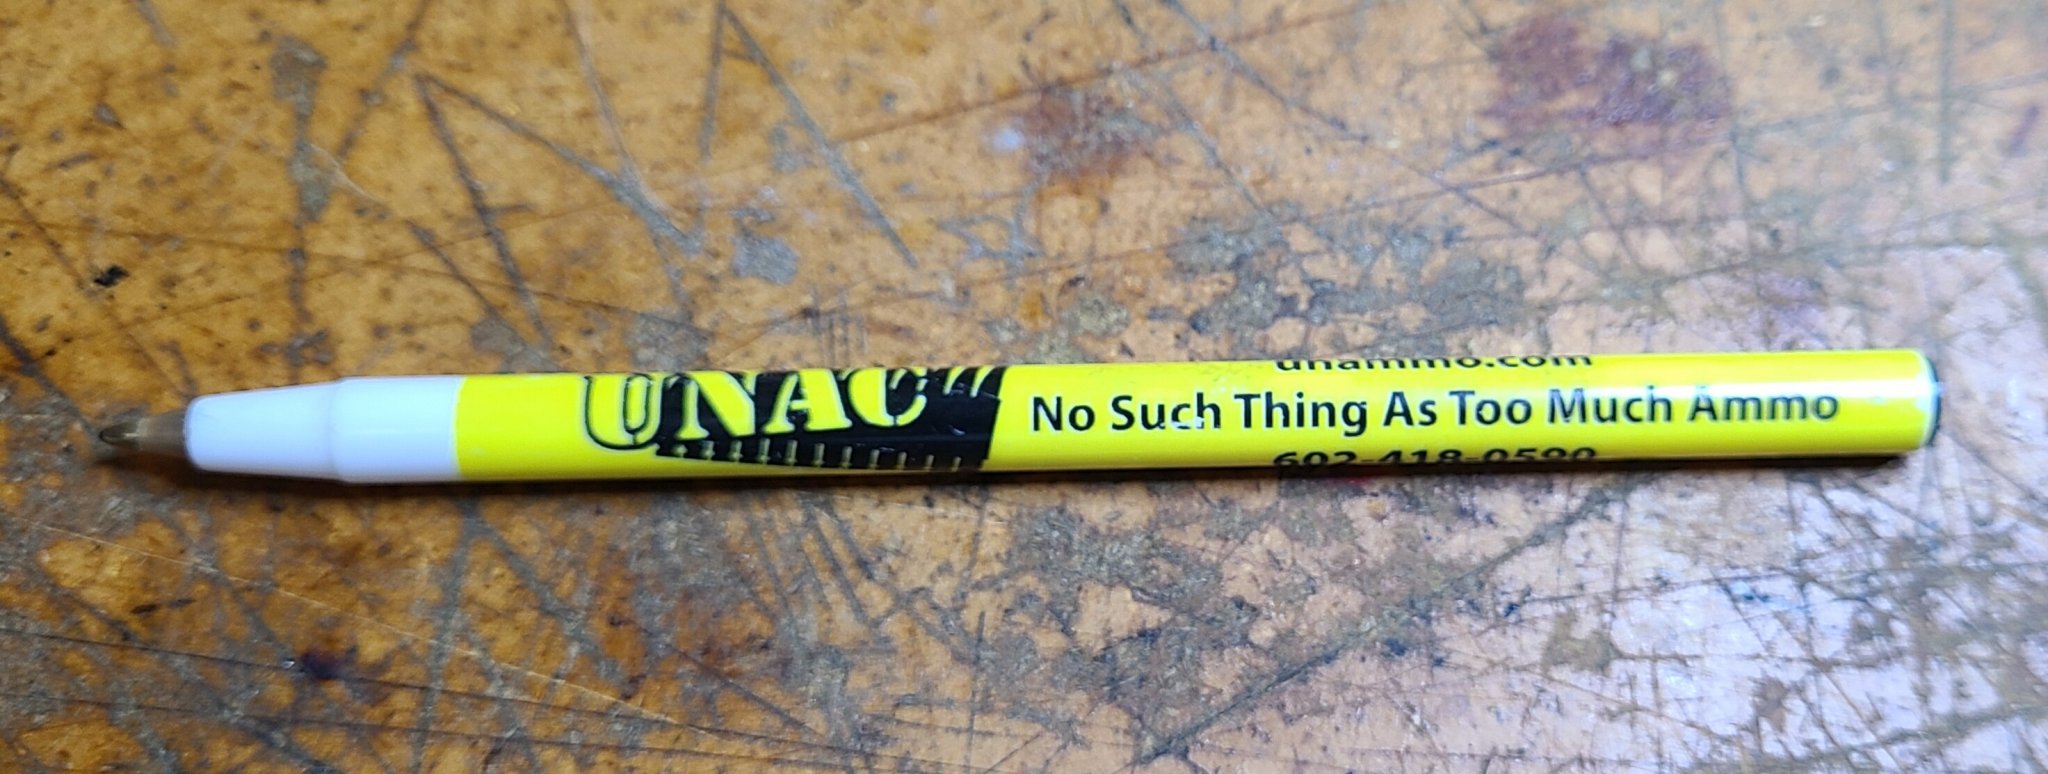 UNAC
unammo.com
No Such Thing As Too Much Ammo
602-418-0590